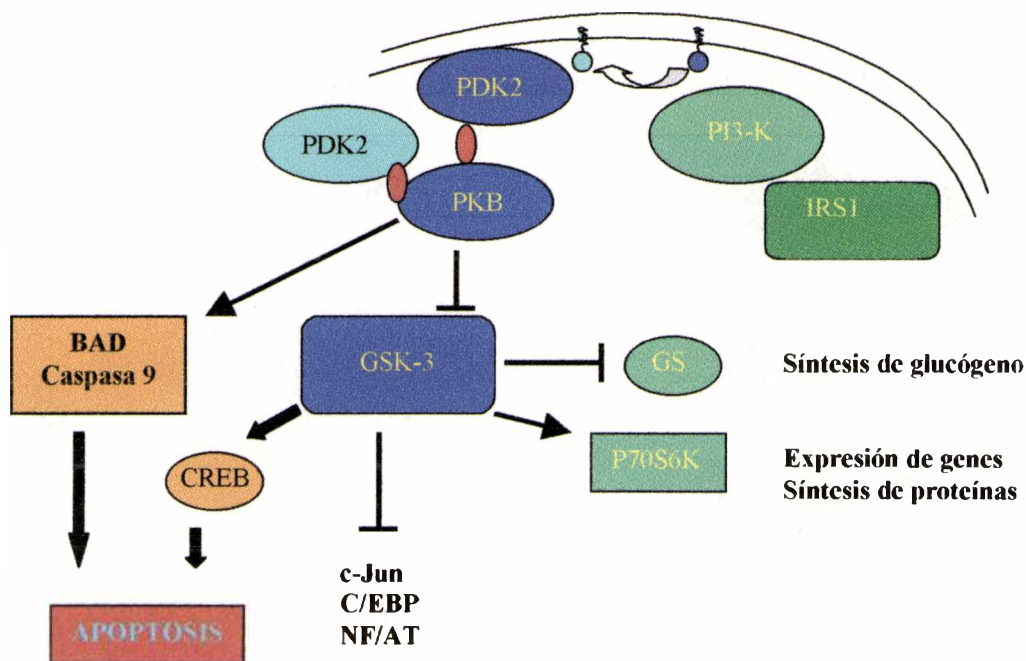 PDK2
PDK2
PI3-K
PKB
IRS1
BAD
Caspasa 9
GSK-3
GS
Síntesis de glucógeno
CREB
P70S6K
Expresión de genes
Síntesis de proteínas
c-Jun
C/EBP
NF/AT
APOPTOSIS